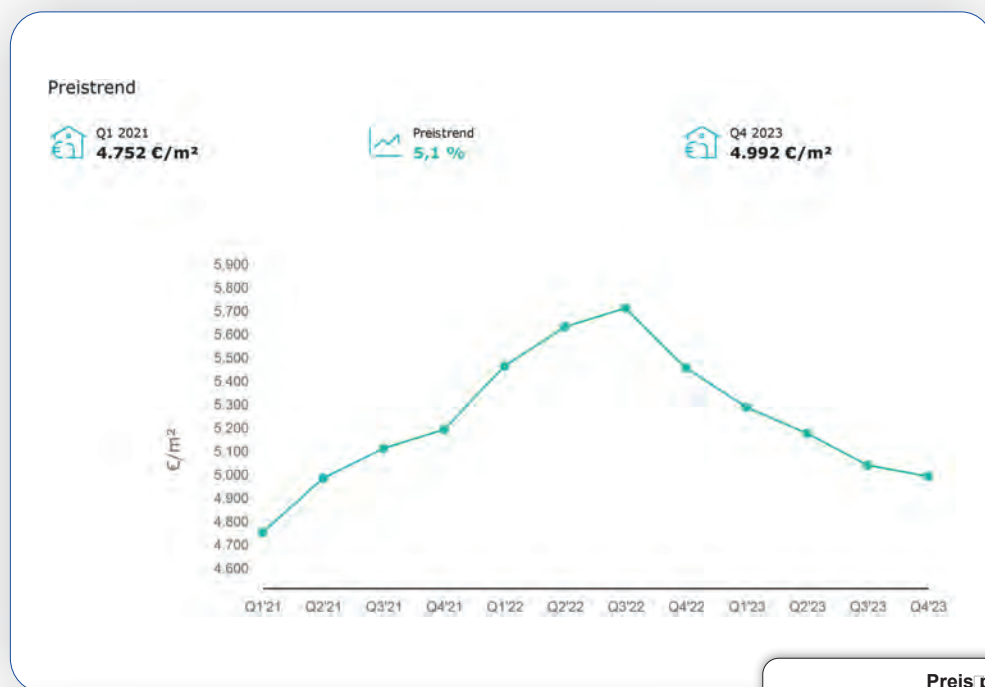 Preistrend
Q1 2021
4.752 €/m²
Preistrend
5,1 %
Q4 2023
4.992 €/m²
5,900
5.800
5.700
5.600
5.500
5.400
5.300
5.200
5.100
5.000
4.900
4.800
4.700
4.600
€/m²
Q1'21 Q2'21 Q3'21 Q4'21 Q1'22 Q2'22 Q3'22 Q4'22 Q1'23 Q2'23 Q3'23 Q4'23